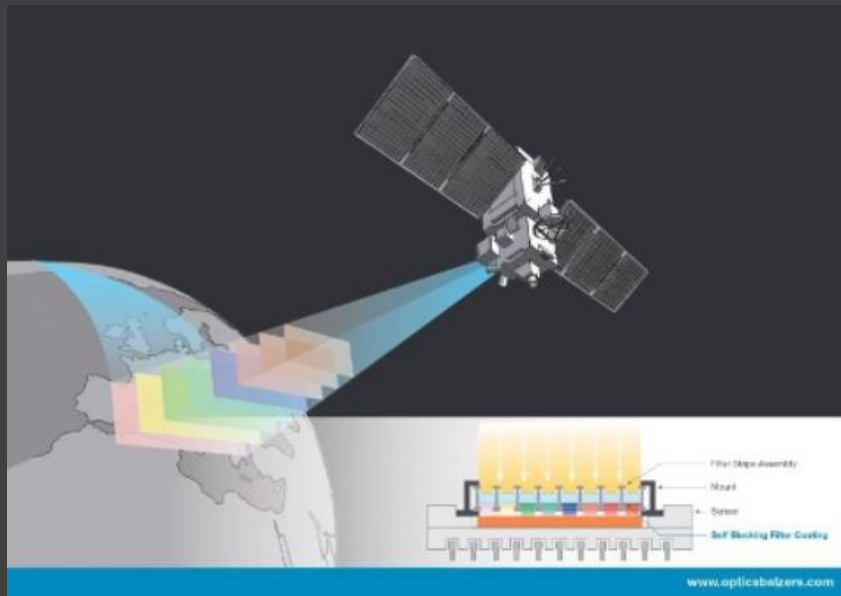 Filter Stripe Assembly
Mount
Sensor
Self Blocking Filter Coating
www.opticsbalzers.com